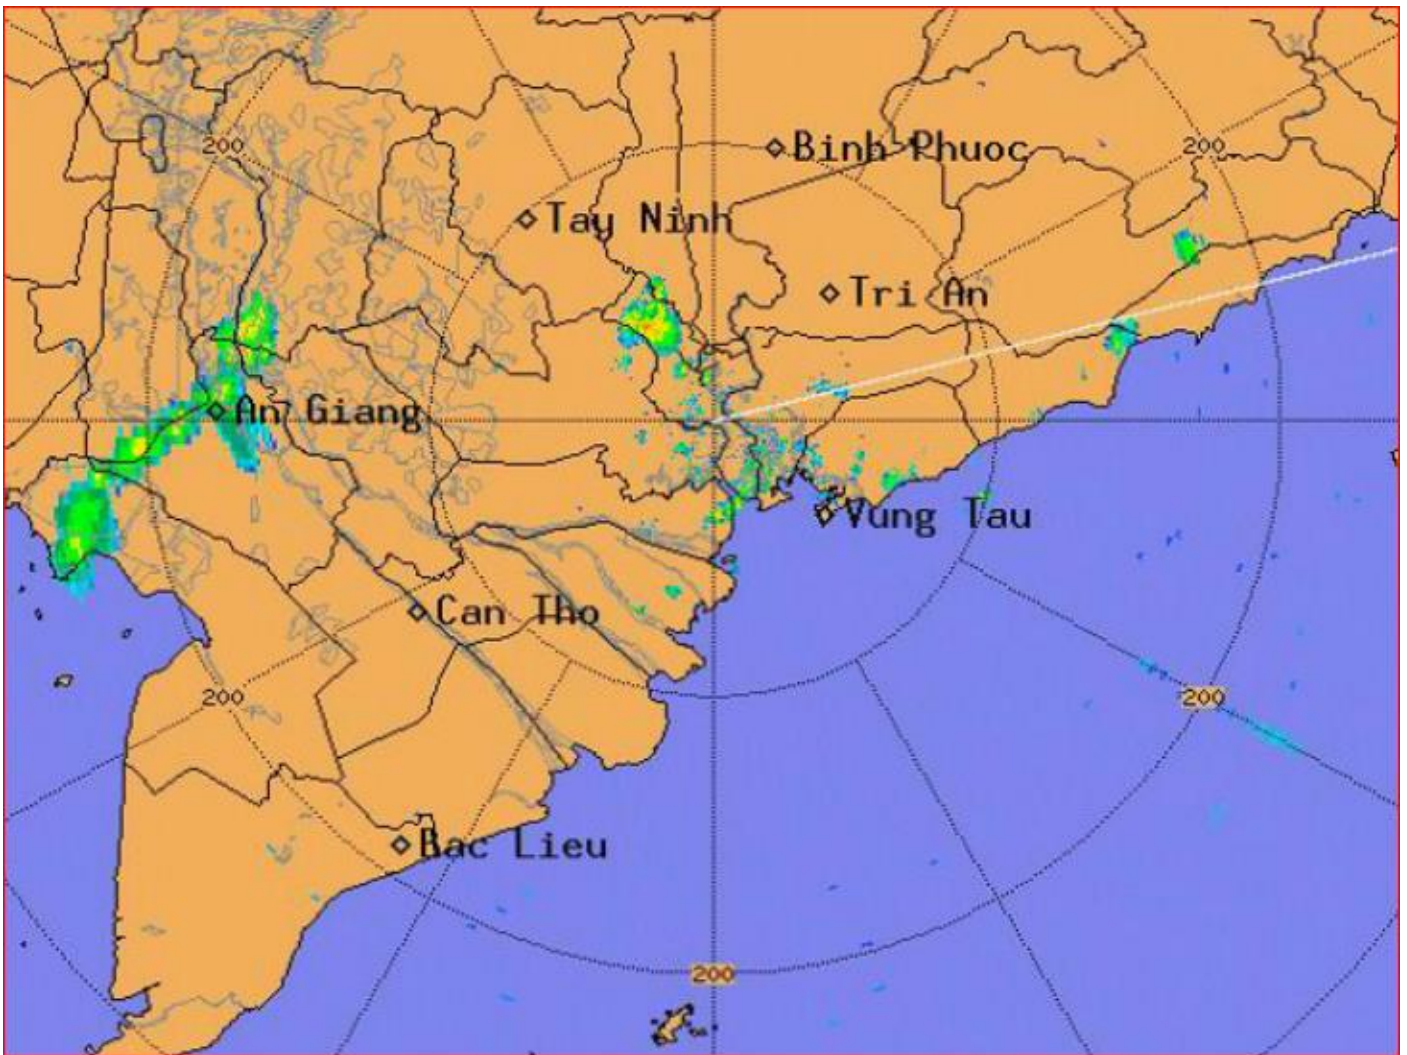 200
Binh Phuoc
200
Tay Ninh
Tri An
An Giang
Vung Tau
Can Tho
200
200
Bac Lieu
200